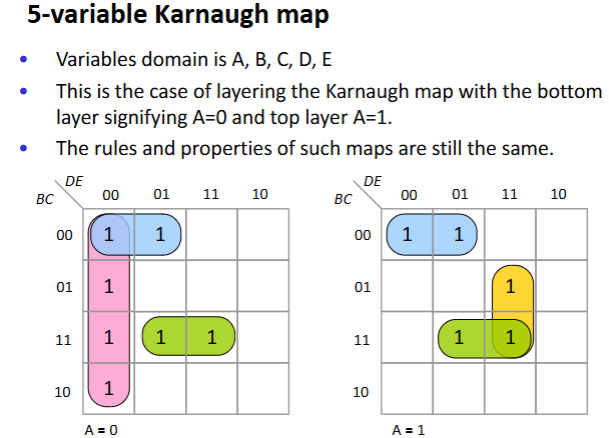 5-variable Karnaugh map
• Variables domain is A, B, C, D, E
• This is the case of layering the Karnaugh map with the bottom
layer signifying A=0 and top layer A=1.
• The rules and properties of such maps are still the same.
DE
BC 00 01 11 10
00 1 1
01 1
11 1 1 1
10 1
A = 0
DE
BC 00 01 11 10
00 1 1
01 1
11 1 1
10
A = 1